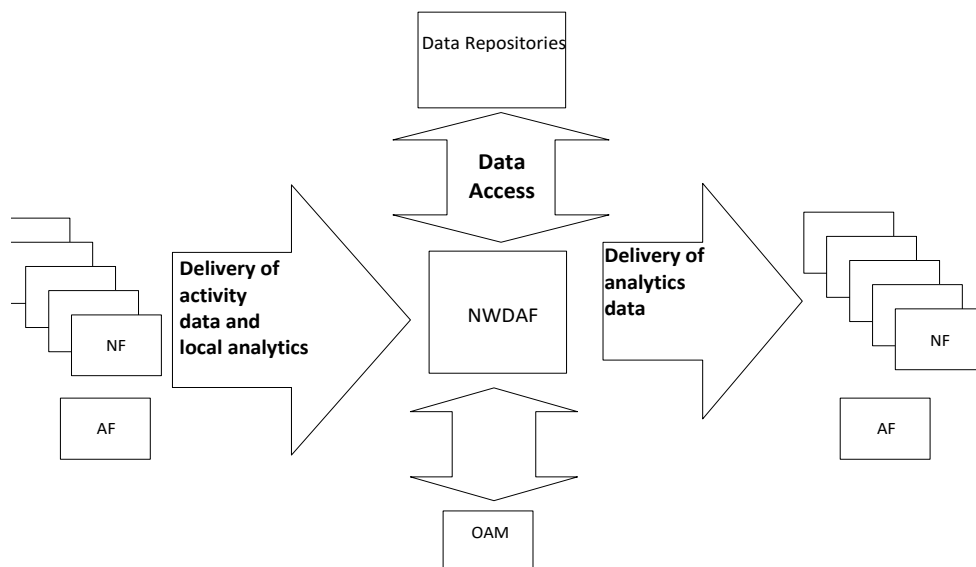 Data Repositories
Data
Access
Delivery of
activity
data and
local analytics
NWDAF
Delivery of
analytics
data
NF
NF
AF
AF
OAM